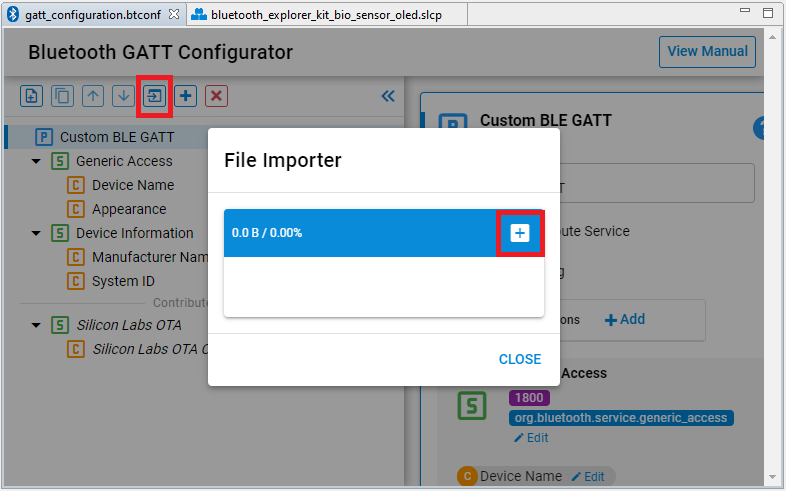 gatt_configuration.btconf
bluetooth_explorer_kit_bio_sensor_oled.slcp
Bluetooth GATT Configurator
View Manual
P Custom BLE GATT
S Generic Access
C Device Name
C Appearance
S Device Information
C Manufacturer Nam
C System ID
Contribute
S Silicon Labs OTA
C Silicon Labs OTA C
File Importer
0.0 B / 0.00%
CLOSE
Custom BLE GATT
TT
bute Service
g
ons
Add
Access
1800
S
org.bluetooth.service.generic_access
Edit
C Device Name Edit